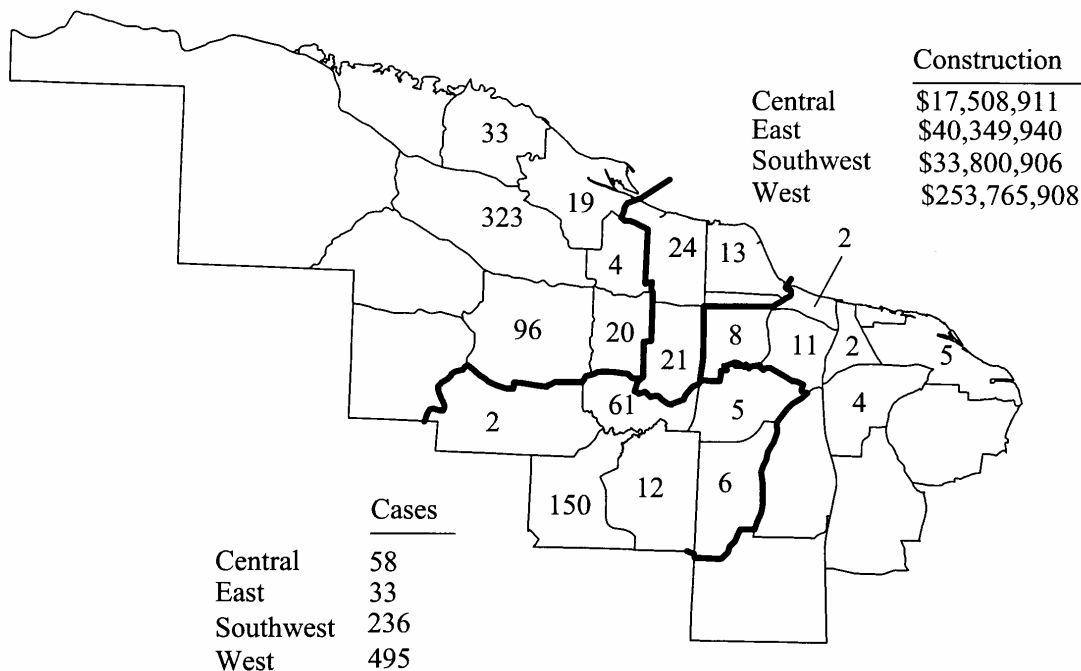 Construction
Central $17,508,911
East $40,349,940
Southwest $33,800,906
West $253,765,908
33
19
323
24
13
2
4
96
20
21
8
11
2
5
2
61
5
4
150
12
6
Cases
Central 58
East 33
Southwest 236
West 495